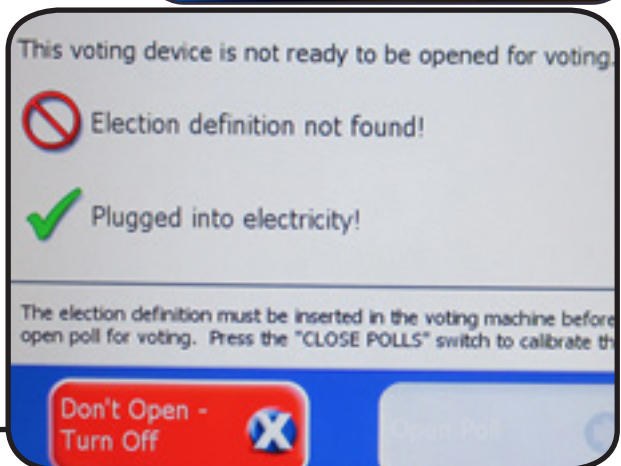 This voting device is not ready to be opened for voting.
Election definition not found!
Plugged into electricity!
The election definition must be inserted in the voting machine before
open poll for voting. Press the "CLOSE POLLS" switch to calibrate th
Don't Open -
Turn Off
Open Poll